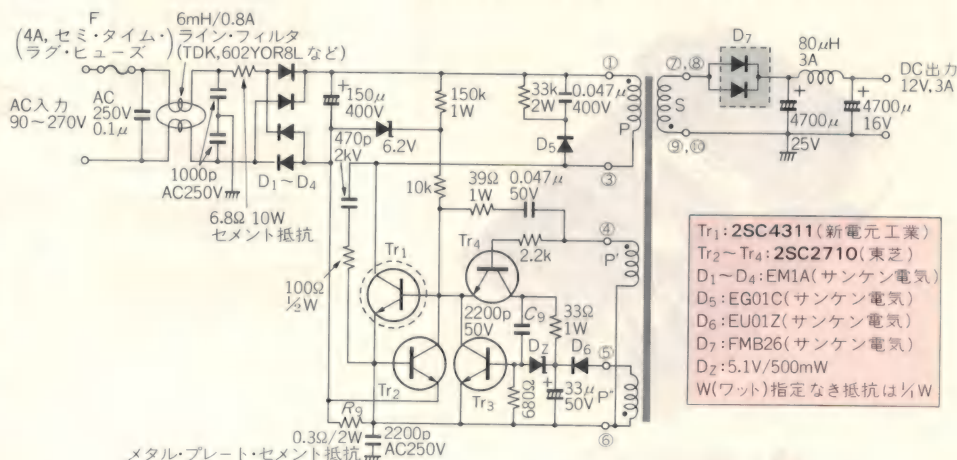 F
(4A,セミ・タイム・
ラグ・ヒューズ)
6mH/0.8A
ライン・フィルタ
(TDK,602YOR8L など)
AC入力
90〜270V
AC
250V
0.1μ
1000p
AC250V
6.8Ω 10W
セメント抵抗
D₁〜D₄
+
150μ
400V
470p
2kV
6.2V
150k
1W
10k
33k
2W
0.047μ
400V
D₅
①
P
③
39Ω
1W
0.047μ
50V
Tr₄
2.2k
④
P'
100Ω
½W
Tr₁
2200p
50V
C₉
33Ω
1W
D_Z
D₆
⑤
Tr₂
Tr₃
680Ω
+
33μ
50V
P"
⑥
R₉
0.3Ω/2W
2200p
AC250V
メタル・プレート・セメント抵抗
⑦,⑧
S
⑨,⑩
D₇
+
4700μ
25V
80μH
3A
+
4700μ
16V
DC出力
12V,3A
Tr₁:2SC4311(新電元工業)
Tr₂〜Tr₄:2SC2710(東芝)
D₁〜D₄:EM1A(サンケン電気)
D₅:EG01C(サンケン電気)
D₆:EU01Z(サンケン電気)
D₇:FMB26(サンケン電気)
D_Z:5.1V/500mW
W(ワット)指定なき抵抗は